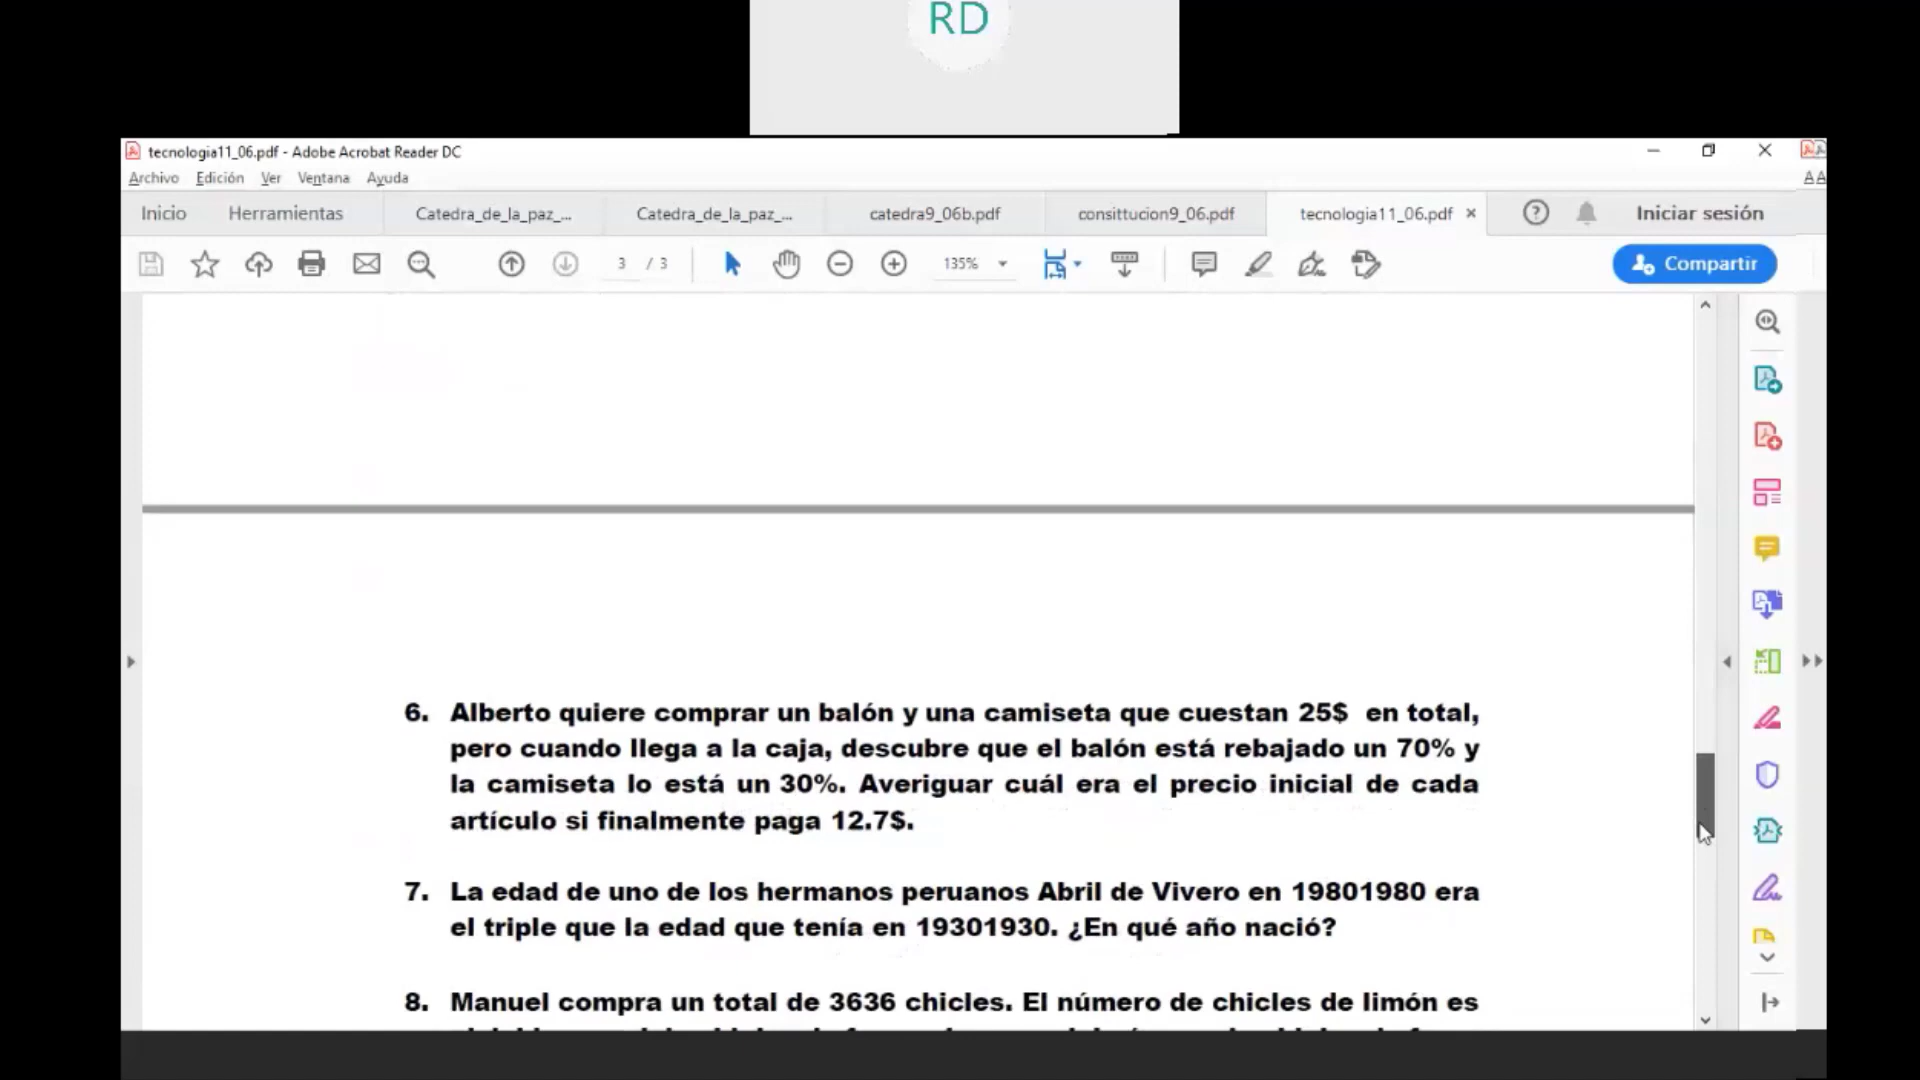 RD
tecnologia11_06.pdf - Adobe Acrobat Reader DC
Archivo Edición Ver Ventana Ayuda
Inicio Herramientas Catedra_de_la_paz_... Catedra_de_la_paz_... catedra9_06b.pdf consittucion9_06.pdf tecnologia11_06.pdf × Iniciar sesión
3 / 3 135% Compartir
6. Alberto quiere comprar un balón y una camiseta que cuestan 25$ en total,
pero cuando llega a la caja, descubre que el balón está rebajado un 70% y
la camiseta lo está un 30%. Averiguar cuál era el precio inicial de cada
artículo si finalmente paga 12.7$.
7. La edad de uno de los hermanos peruanos Abril de Vivero en 19801980 era
el triple que la edad que tenía en 19301930. ¿En qué año nació?
8. Manuel compra un total de 3636 chicles. El número de chicles de limón es